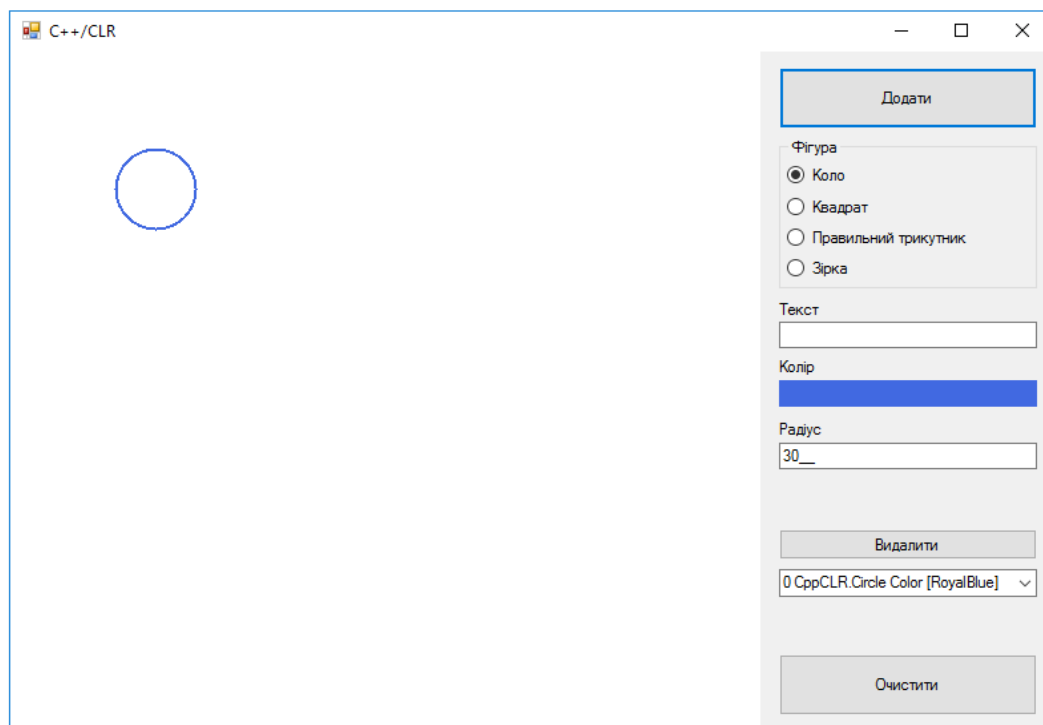 C++/CLR
Додати
Фігура
Коло
Квадрат
Правильний трикутник
Зірка
Текст
Колір
Радіус
30__
Видалити
0 CppCLR.Circle Color [RoyalBlue]
Очистити